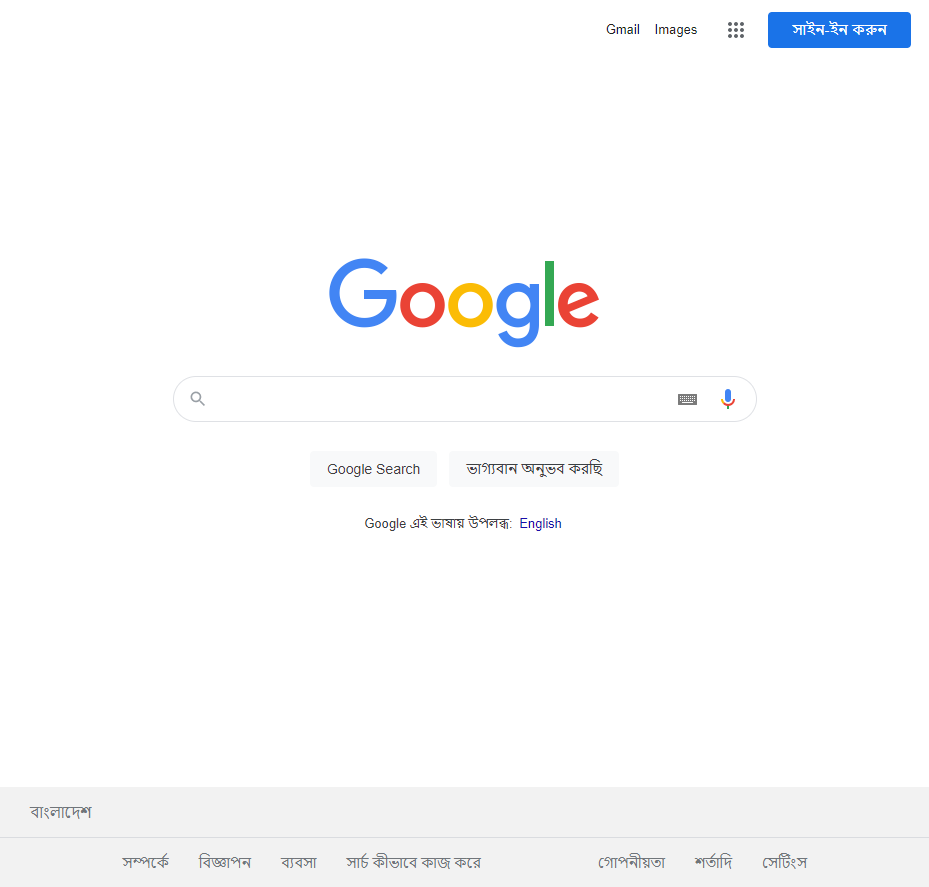 Gmail Images সাইন-ইন করুন
Google
Google Search ভাগ্যবান অনুভব করছি
Google এই ভাষায় উপলব্ধ: English
বাংলাদেশ
সম্পর্কে বিজ্ঞাপন ব্যবসা সার্চ কীভাবে কাজ করে গোপনীয়তা শর্তাদি সেটিংস